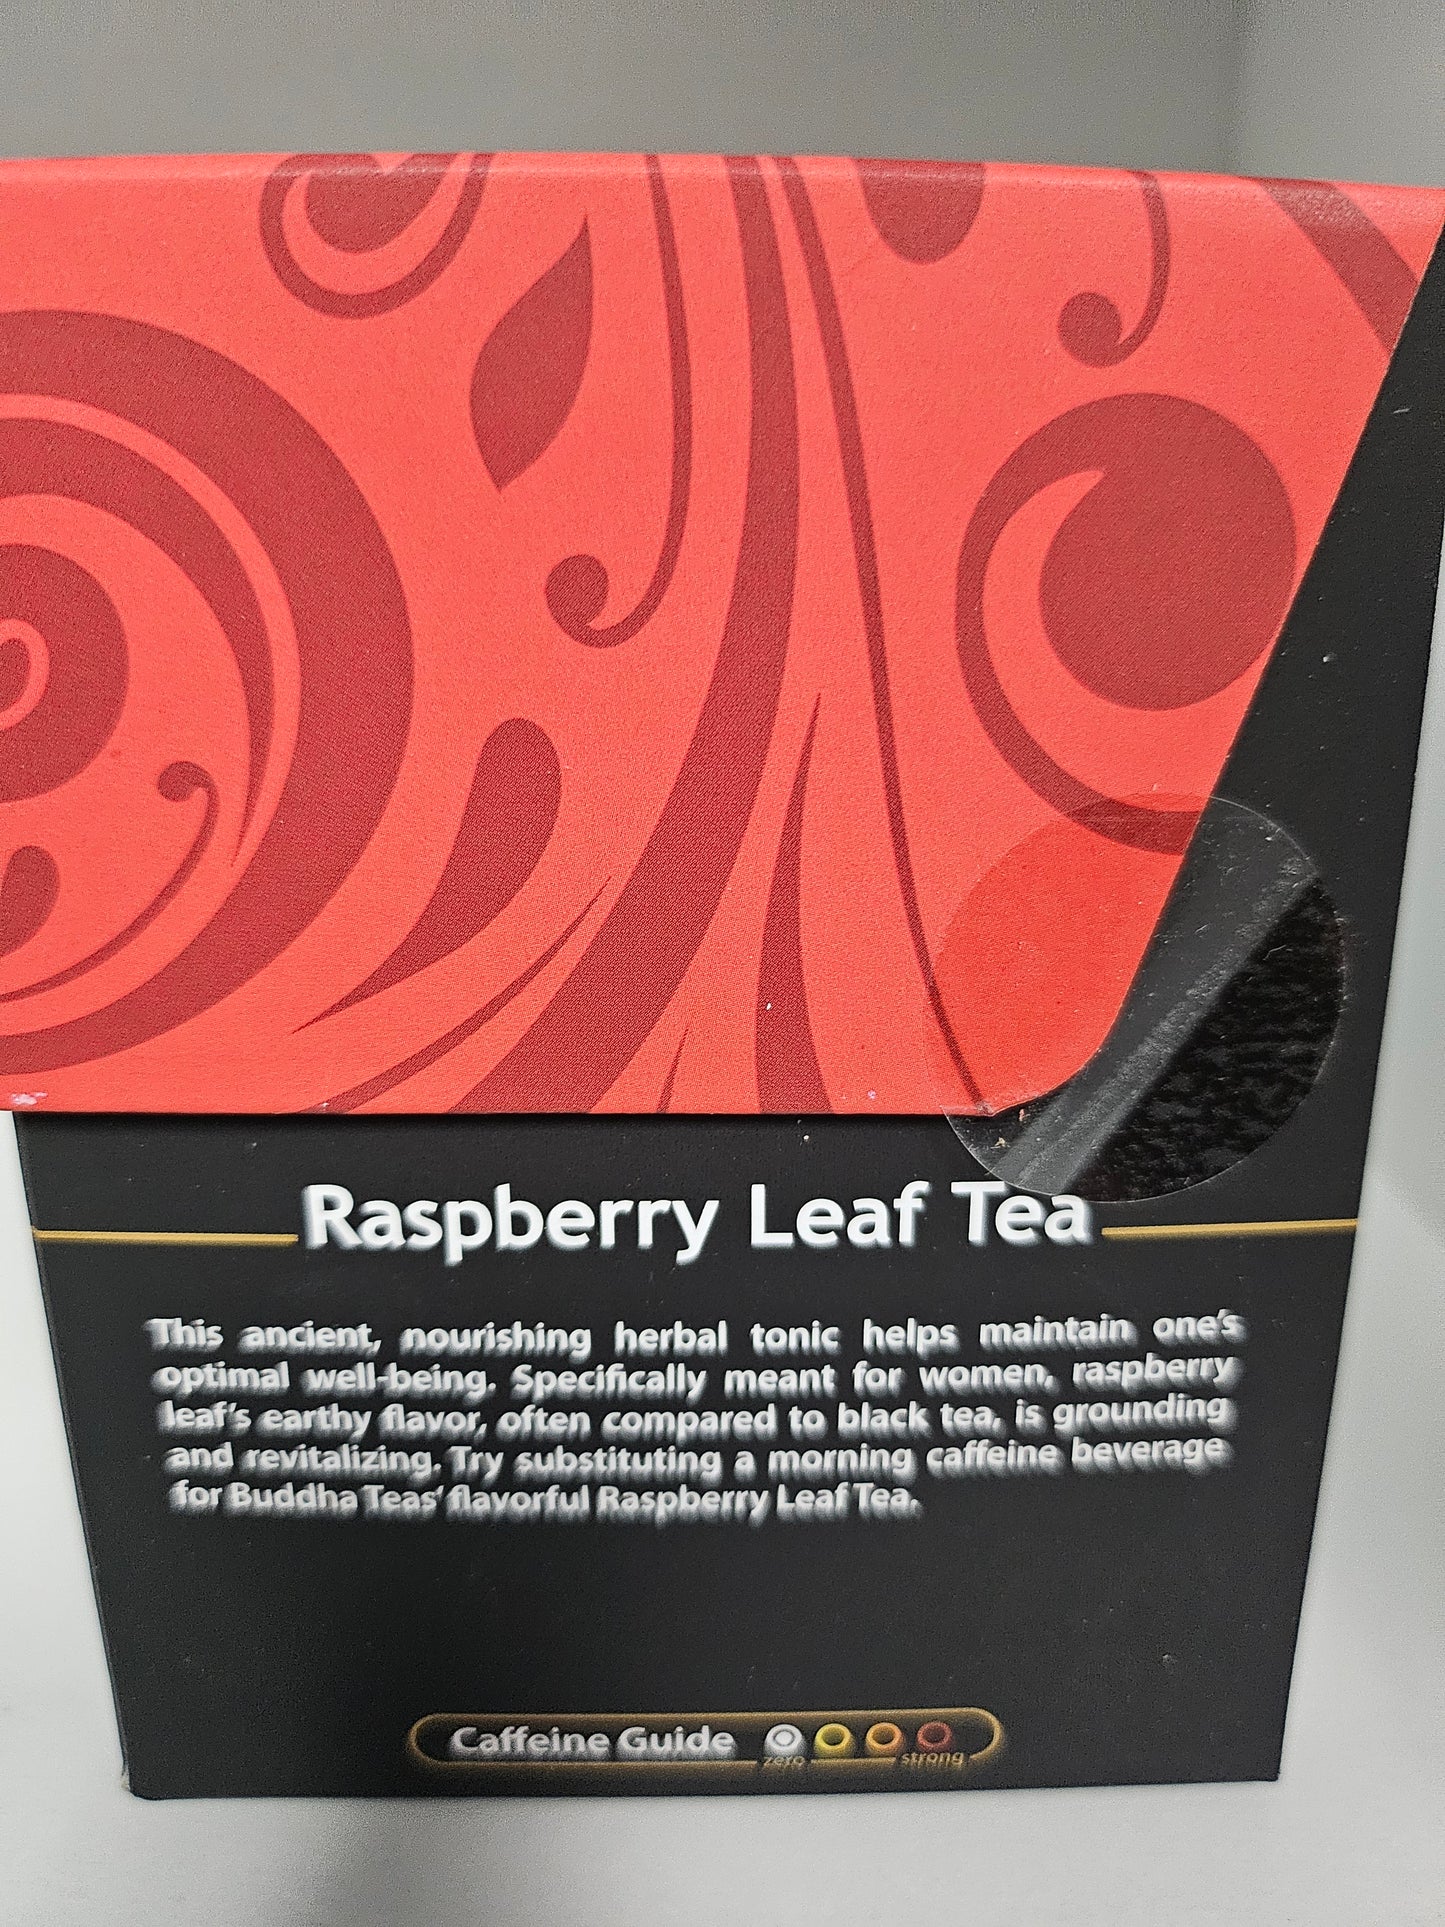 Raspberry Leaf Tea
This ancient, nourishing herbal tonic helps maintain one's
optimal well-being. Specifically meant for women, raspberry
leaf's earthy flavor, often compared to black tea, is grounding
and revitalizing. Try substituting a morning caffeine beverage
for Buddha Teas' flavorful Raspberry Leaf Tea.
Caffeine Guide
zero strong